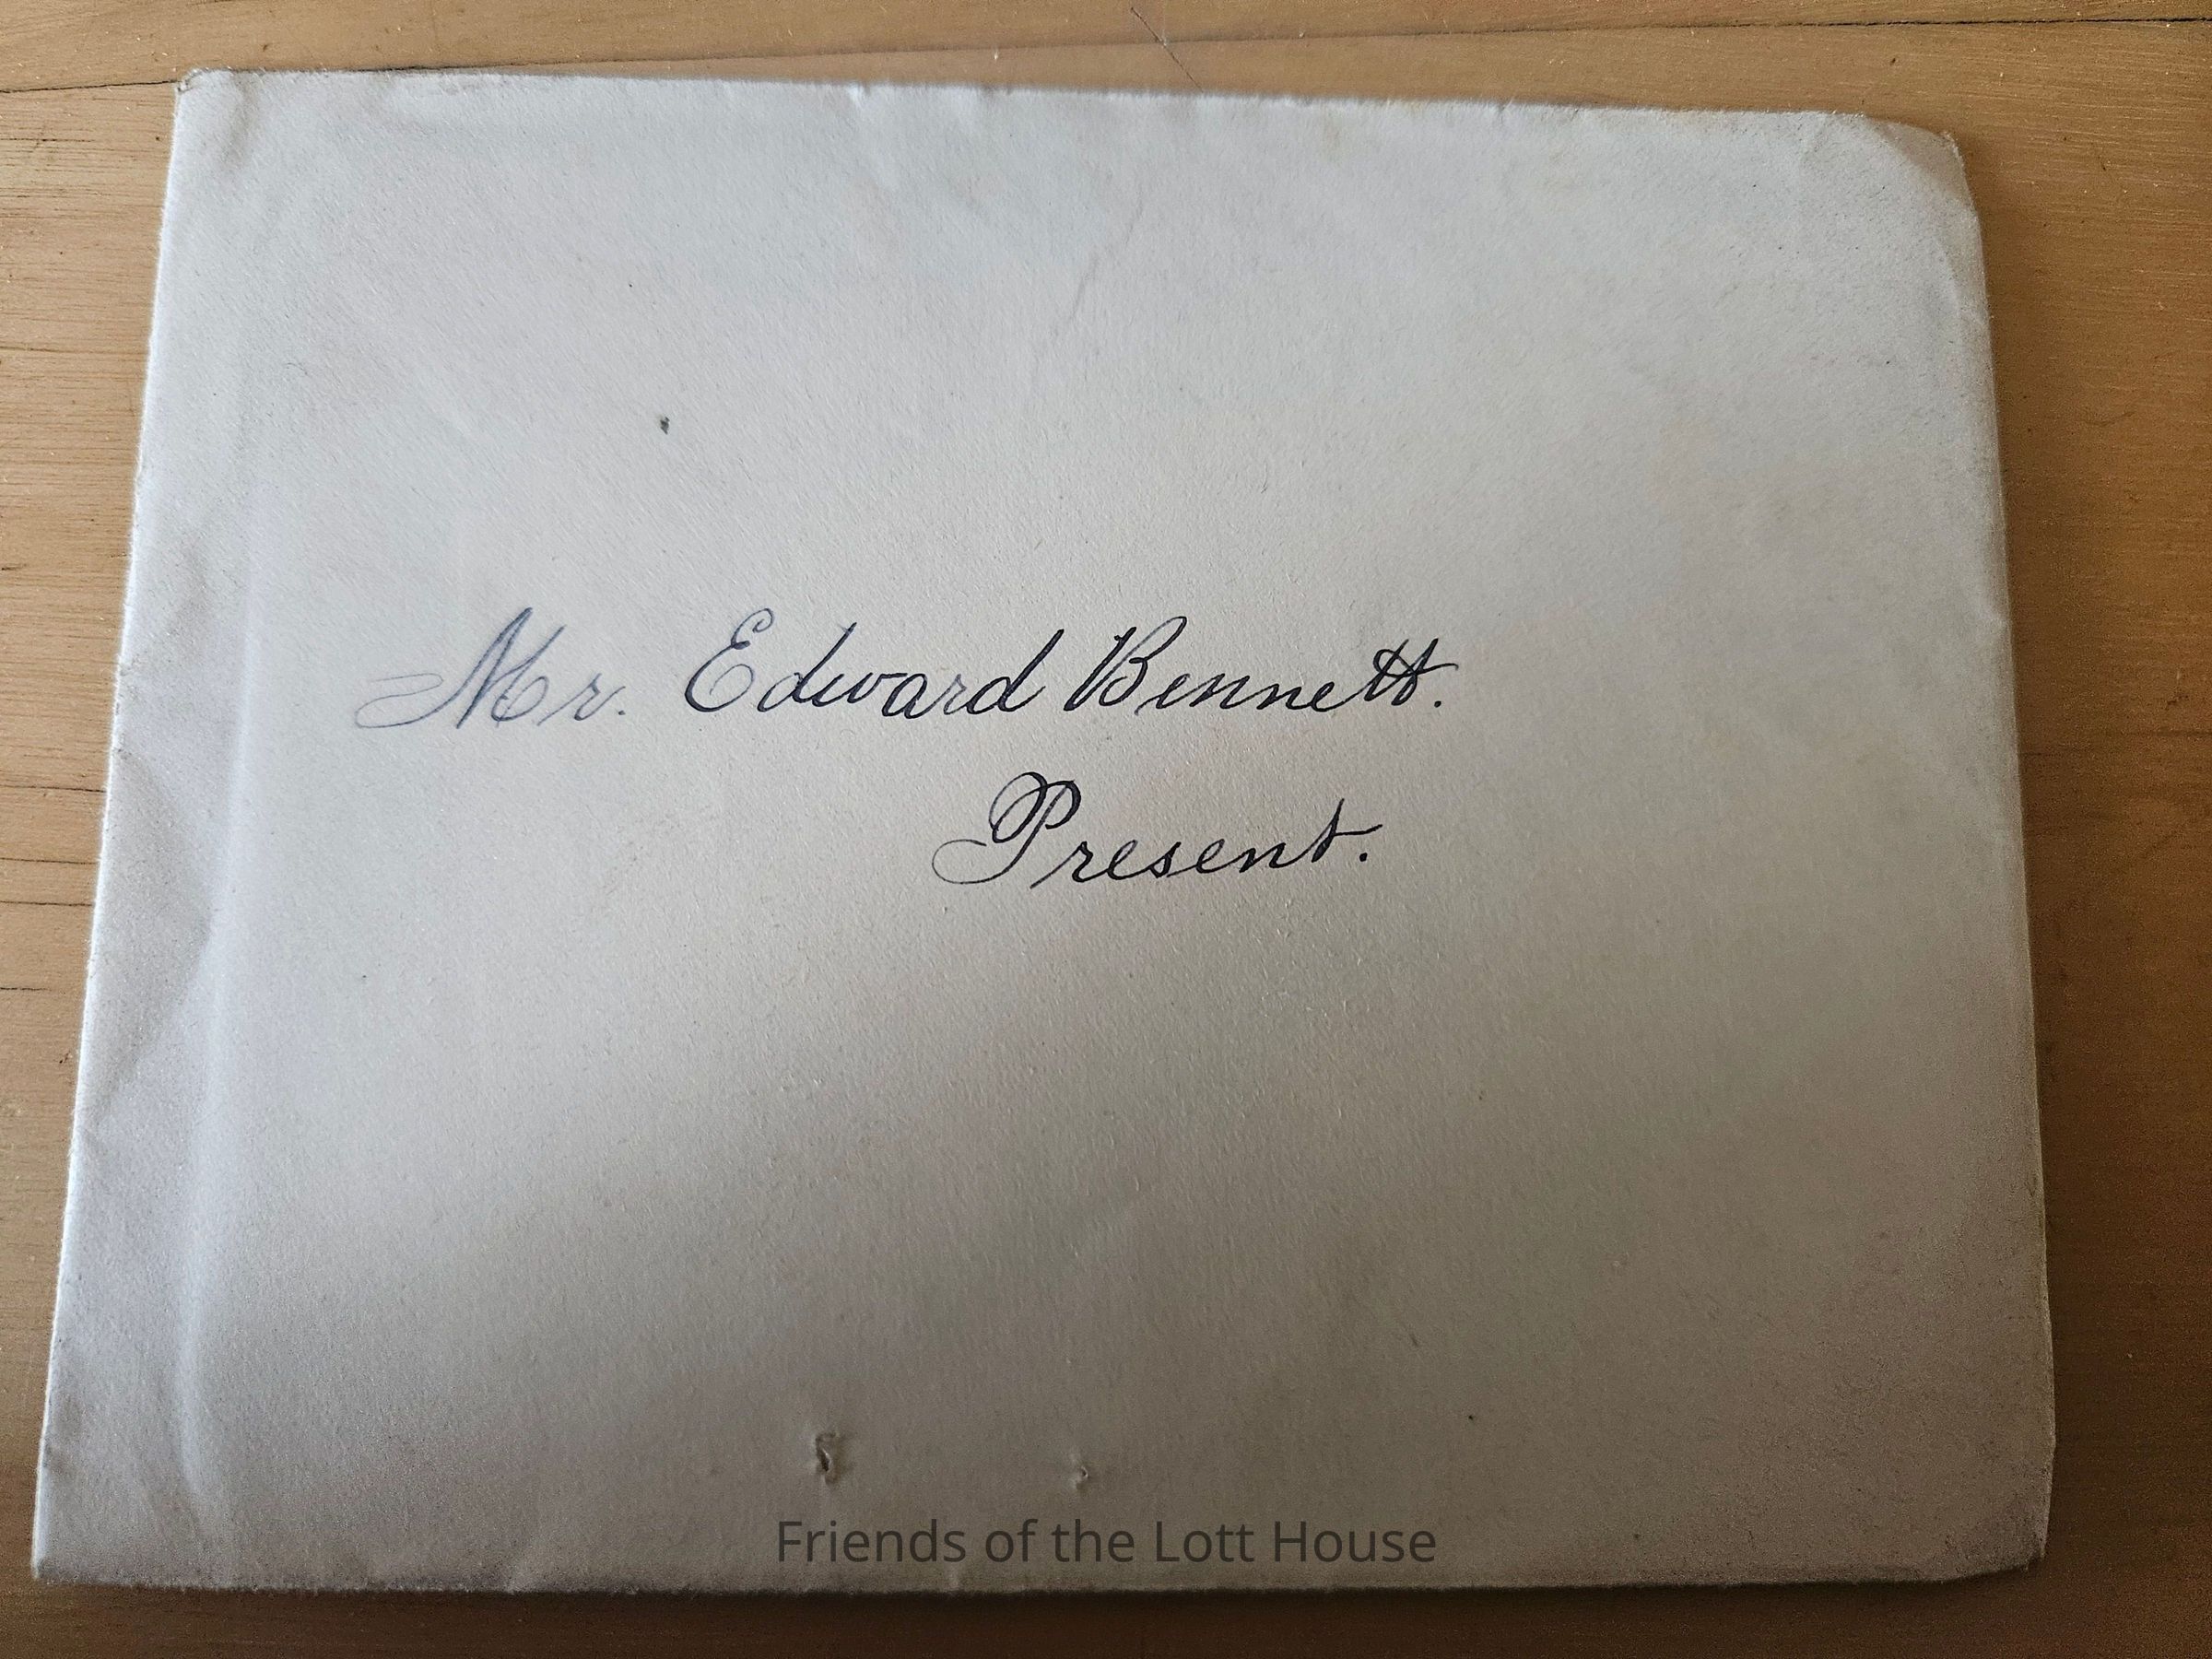 Mr. Edward Bennett.
Present.
Friends of the Lott House